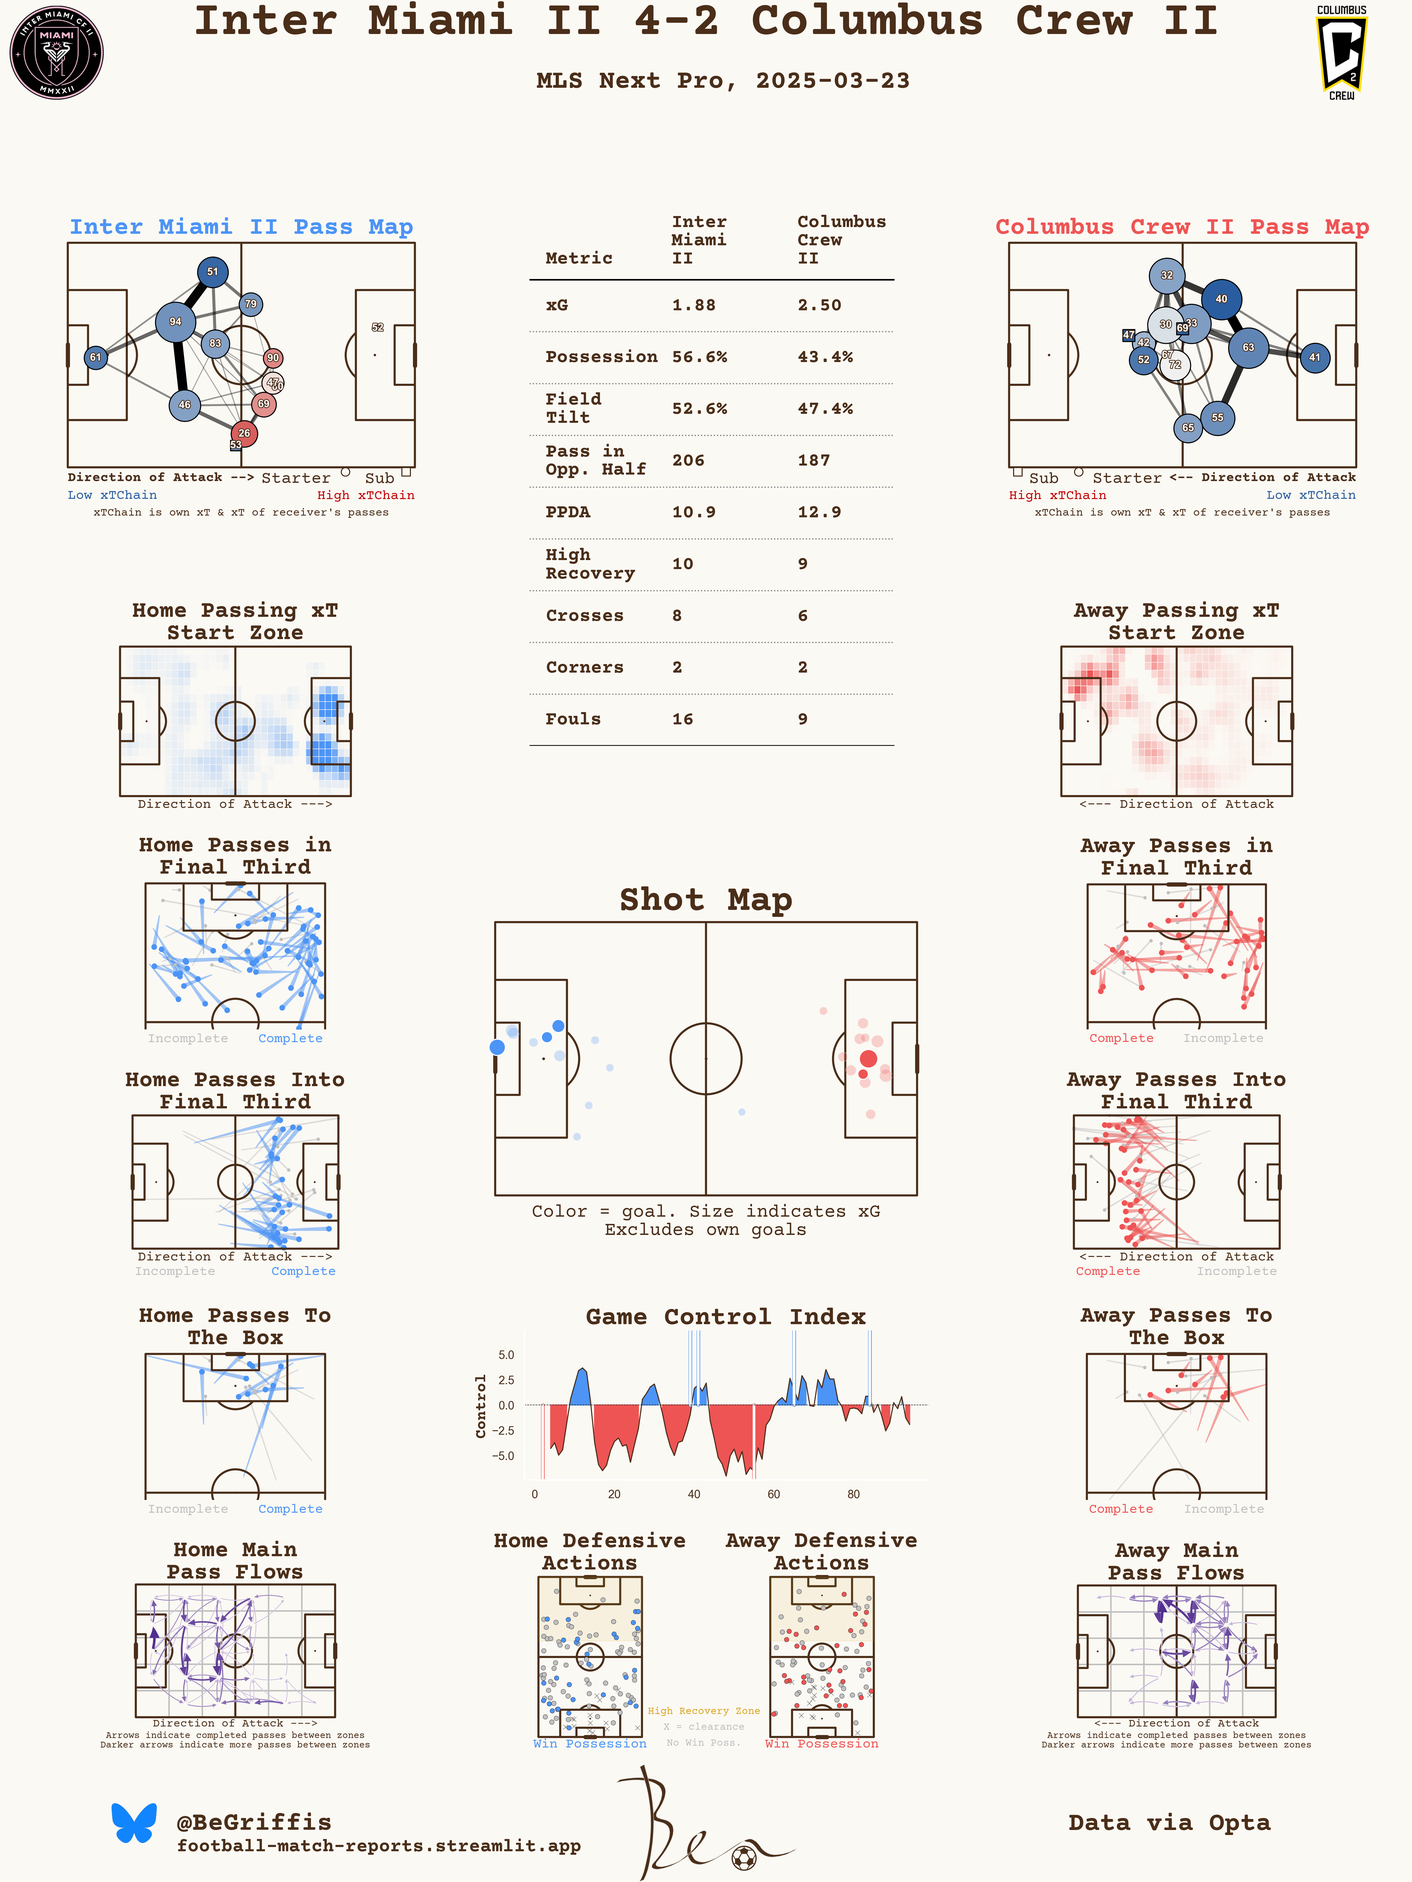 Inter Miami II 4-2 Columbus Crew II
MLS Next Pro, 2025-03-23
INTER MIAMI CF II
MIAMI
MMXXII
COLUMBUS
2
CREW
Inter Miami II Pass Map
51
79
94
83
61
90
47
46
69
26
53
52
Direction of Attack --> Starter Sub
Low xTChain High xTChain
xTChain is own xT & xT of receiver's passes
Metric Inter Miami II Columbus Crew II
xG 1.88 2.50
Possession 56.6% 43.4%
Field Tilt 52.6% 47.4%
Pass in Opp. Half 206 187
PPDA 10.9 12.9
High Recovery 10 9
Crosses 8 6
Corners 2 2
Fouls 16 9
Columbus Crew II Pass Map
32
40
30
33
69
47
42
52
67
72
63
41
55
65
Sub Starter <-- Direction of Attack
High xTChain Low xTChain
xTChain is own xT & xT of receiver's passes
Home Passing xT
Start Zone
Direction of Attack --->
Away Passing xT
Start Zone
<--- Direction of Attack
Home Passes in
Final Third
Incomplete Complete
Away Passes in
Final Third
Complete Incomplete
Shot Map
Color = goal. Size indicates xG
Excludes own goals
Home Passes Into
Final Third
Direction of Attack --->
Incomplete Complete
Away Passes Into
Final Third
<--- Direction of Attack
Complete Incomplete
Home Passes To
The Box
Incomplete Complete
Game Control Index
Control
5.0
2.5
0.0
−2.5
−5.0
0 20 40 60 80
Away Passes To
The Box
Complete Incomplete
Home Main
Pass Flows
Direction of Attack --->
Arrows indicate completed passes between zones
Darker arrows indicate more passes between zones
Home Defensive
Actions
Win Possession
Away Defensive
Actions
Win Possession
High Recovery Zone
X = clearance
No Win Poss.
Away Main
Pass Flows
<--- Direction of Attack
Arrows indicate completed passes between zones
Darker arrows indicate more passes between zones
@BeGriffis
football-match-reports.streamlit.app
Ben
Data via Opta